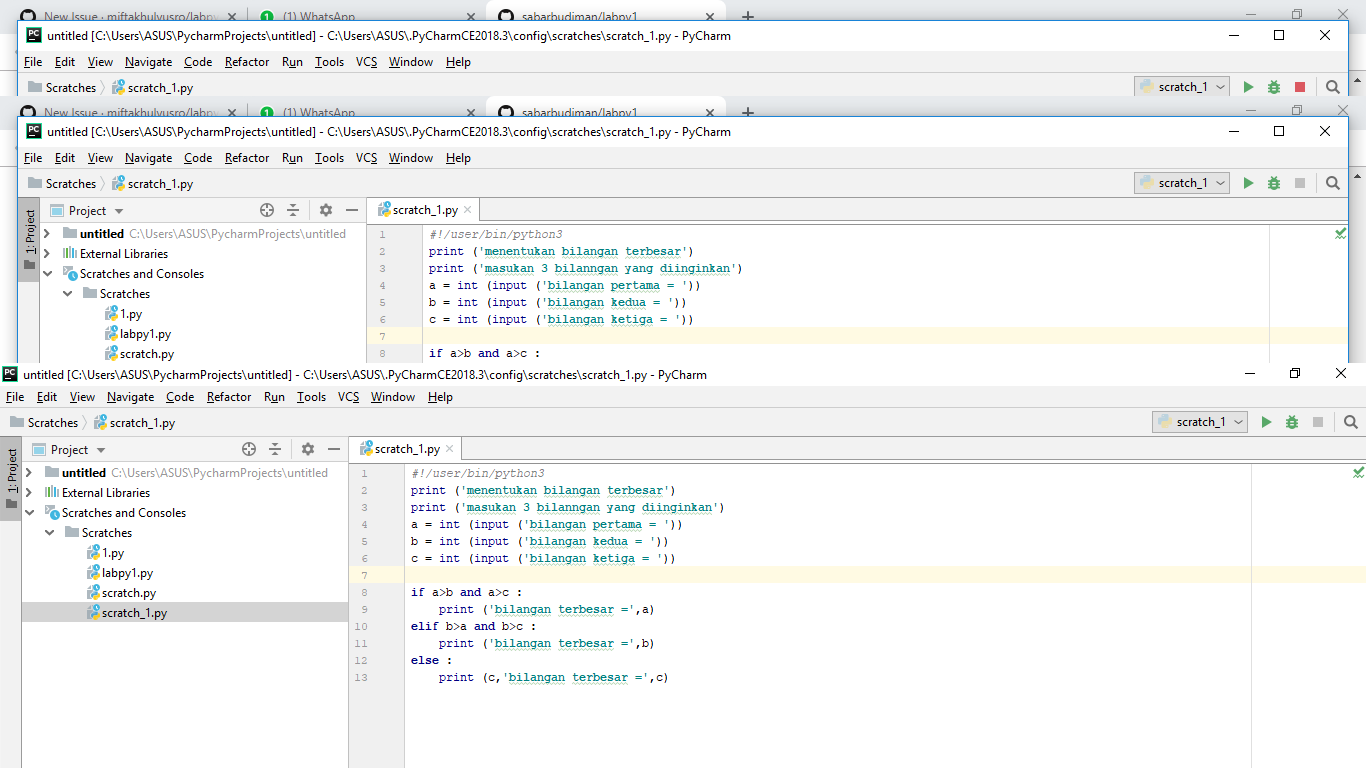 New Issue · miftakhulyusro/labpy
(1) WhatsApp
sabarbudiman/labpy1
untitled [C:\Users\ASUS\PycharmProjects\untitled] - C:\Users\ASUS\.PyCharmCE2018.3\config\scratches\scratch_1.py - PyCharm
File Edit View Navigate Code Refactor Run Tools VCS Window Help
Scratches scratch_1.py scratch_1
New Issue · miftakhulyusro/labpy
(1) WhatsApp
sabarbudiman/labpy1
untitled [C:\Users\ASUS\PycharmProjects\untitled] - C:\Users\ASUS\.PyCharmCE2018.3\config\scratches\scratch_1.py - PyCharm
File Edit View Navigate Code Refactor Run Tools VCS Window Help
Scratches scratch_1.py scratch_1
1: Project
Project
untitled C:\Users\ASUS\PycharmProjects\untitled
External Libraries
Scratches and Consoles
Scratches
1.py
labpy1.py
scratch.py
scratch_1.py
1 #!/user/bin/python3
2 print ('menentukan bilangan terbesar')
3 print ('masukan 3 bilanngan yang diinginkan')
4 a = int (input ('bilangan pertama = '))
5 b = int (input ('bilangan kedua = '))
6 c = int (input ('bilangan ketiga = '))
7
8 if a>b and a>c :
untitled [C:\Users\ASUS\PycharmProjects\untitled] - C:\Users\ASUS\.PyCharmCE2018.3\config\scratches\scratch_1.py - PyCharm
File Edit View Navigate Code Refactor Run Tools VCS Window Help
Scratches scratch_1.py scratch_1
1: Project
Project
untitled C:\Users\ASUS\PycharmProjects\untitled
External Libraries
Scratches and Consoles
Scratches
1.py
labpy1.py
scratch.py
scratch_1.py
scratch_1.py
1 #!/user/bin/python3
2 print ('menentukan bilangan terbesar')
3 print ('masukan 3 bilanngan yang diinginkan')
4 a = int (input ('bilangan pertama = '))
5 b = int (input ('bilangan kedua = '))
6 c = int (input ('bilangan ketiga = '))
7
8 if a>b and a>c :
9 print ('bilangan terbesar =',a)
10 elif b>a and b>c :
11 print ('bilangan terbesar =',b)
12 else :
13 print (c,'bilangan terbesar =',c)